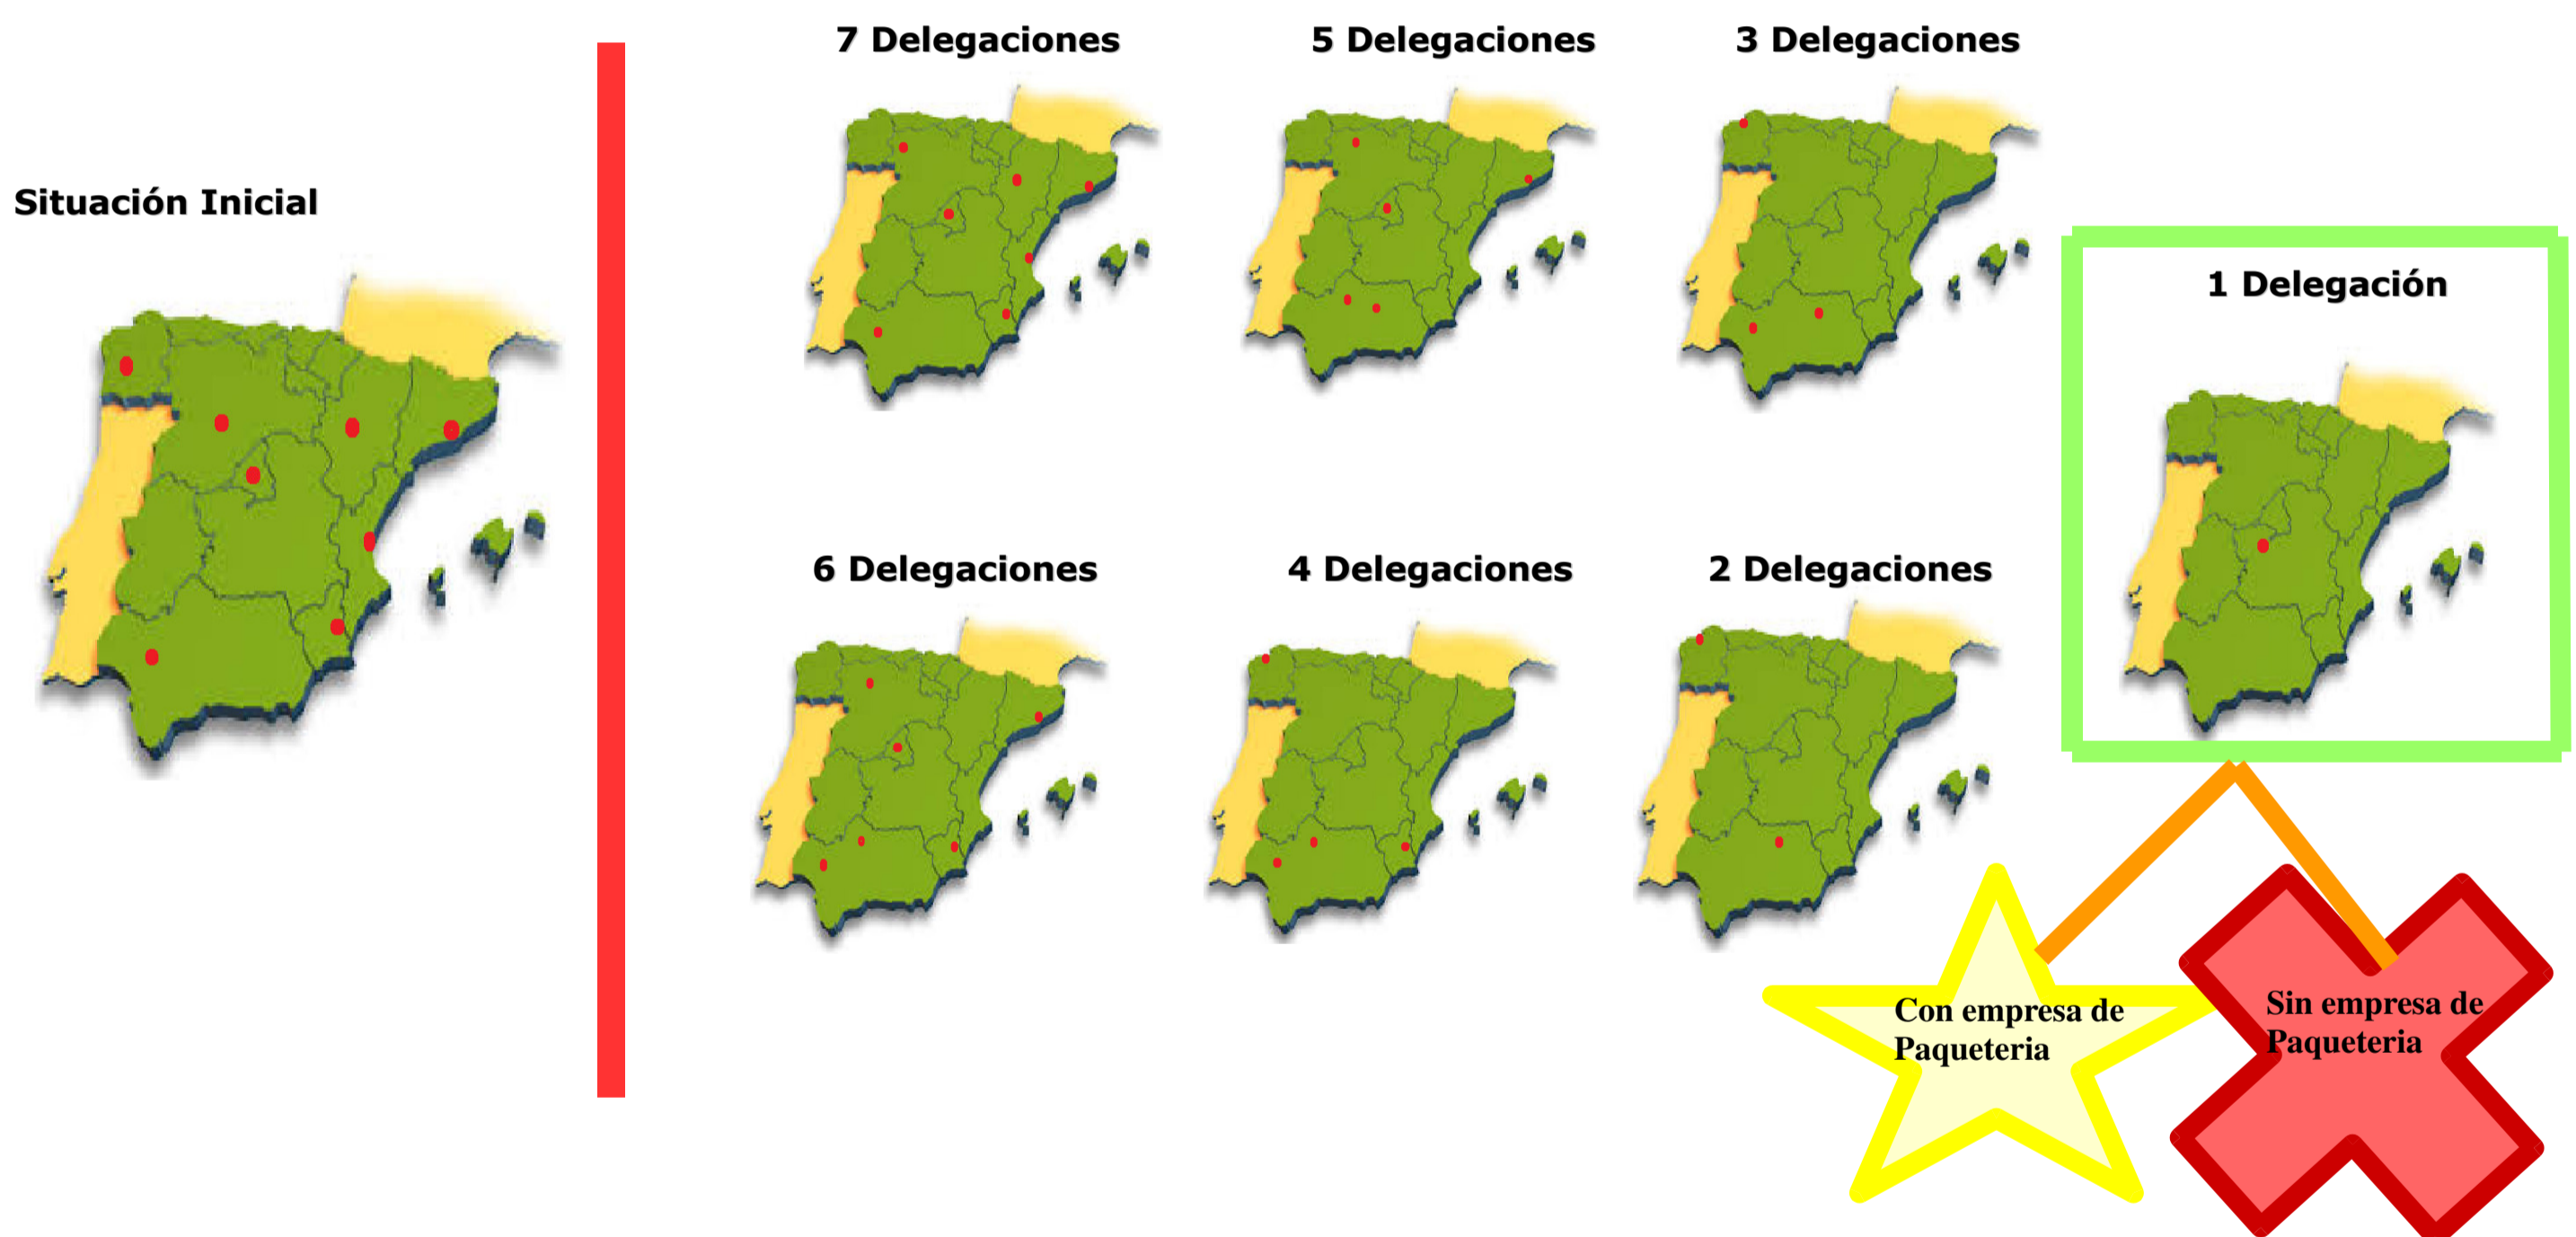 7 Delegaciones
5 Delegaciones
3 Delegaciones
Situación Inicial
1 Delegación
6 Delegaciones
4 Delegaciones
2 Delegaciones
Con empresa de
Paqueteria
Sin empresa de
Paqueteria